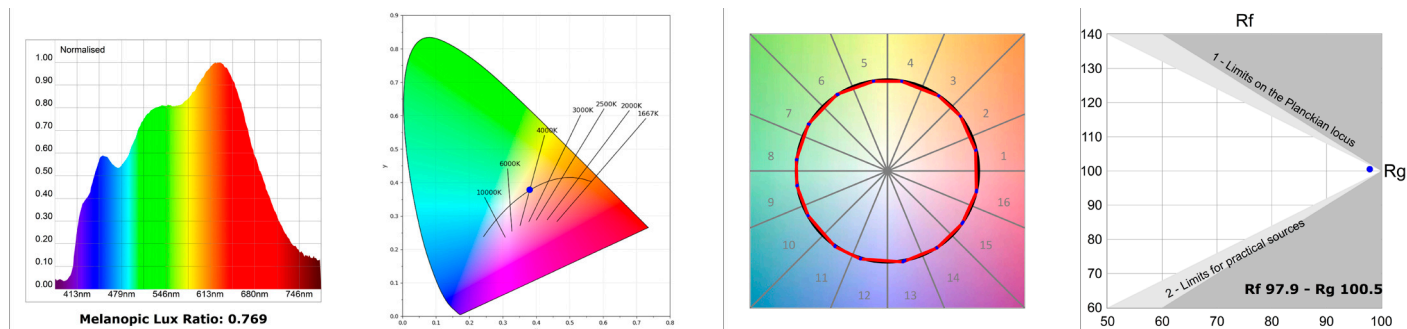 Normalised
1.00
0.90
0.80
0.70
0.60
0.50
0.40
0.30
0.20
0.10
0.00
413nm 479nm 546nm 613nm 680nm 746nm
Melanopic Lux Ratio: 0.769
0.9
0.8
0.7
0.6
0.5
0.4
0.3
0.2
0.1
0.0
y
0.0 0.1 0.2 0.3 0.4 0.5 0.6 0.7 0.8
10000K
6000K
4000K
3000K
2500K
2000K
1667K
1
2
3
4
5
6
7
8
9
10
11
12
13
14
15
16
Rf
140
130
120
110
100
90
80
70
60
50 60 70 80 90 100
Rg
1 - Limits on the Planckian locus
2 - Limits for practical sources
Rf 97.9 - Rg 100.5